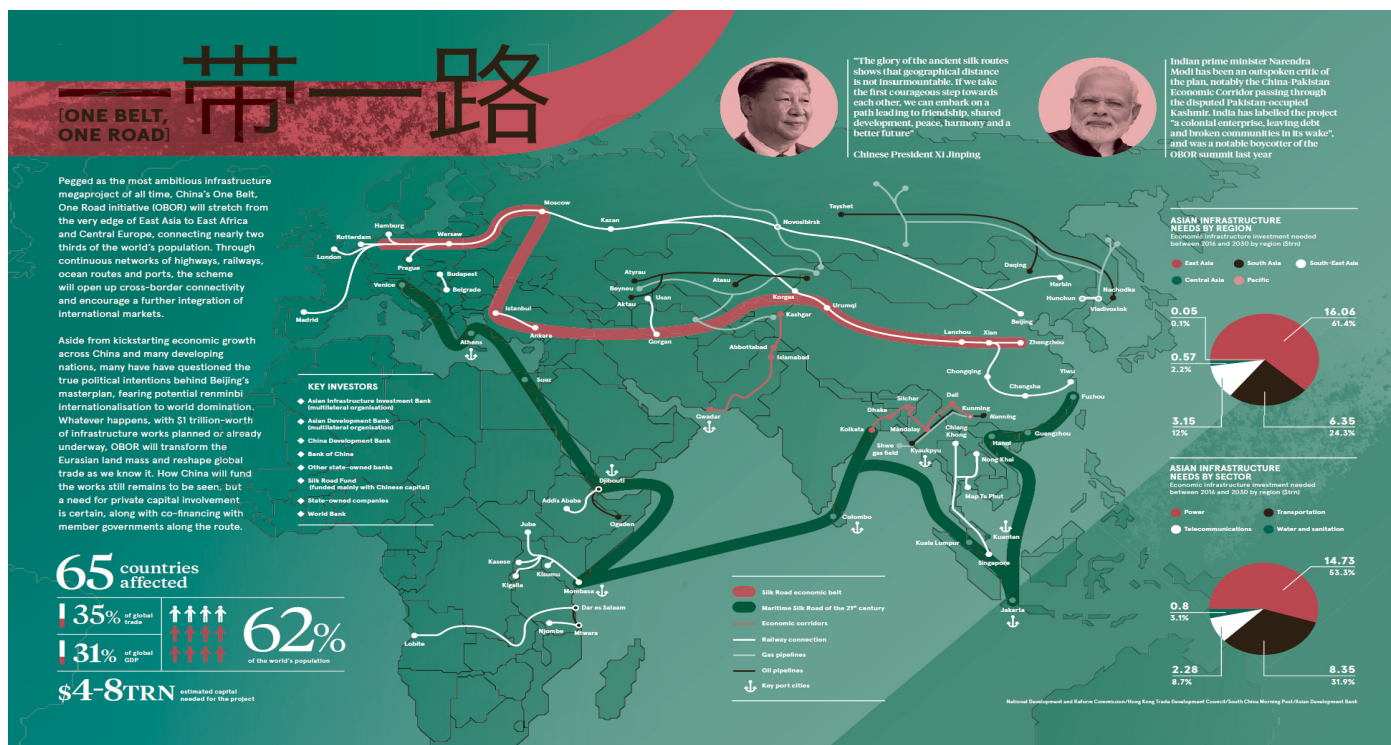 一带一路
[ONE BELT,
ONE ROAD]
"The glory of the ancient silk routes
shows that geographical distance
is not insurmountable. If we take
the first courageous step towards
each other, we can embark on a
path leading to friendship, shared
development, peace, harmony and a
better future"
Chinese President XI Jinping
Indian prime minister Narendra
Modi has been an outspoken critic of
the plan, notably the China-Pakistan
Economic Corridor passing through
the disputed Pakistan-occupied
Kashmir. India has labelled the project
"a colonial enterprise, leaving debt
and broken communities in its wake",
and was a notable boycotter of the
OBOR summit last year
Pegged as the most ambitious infrastructure
megaproject of all time, China's One Belt,
One Road initiative (OBOR) will stretch from
the very edge of East Asia to East Africa
and Central Europe, connecting nearly two
thirds of the world's population. Through
continuous networks of highways, railways,
ocean routes and ports, the scheme
will open up cross-border connectivity
and encourage a further integration of
international markets.
Aside from kickstarting economic growth
across China and many developing
nations, many have have questioned the
true political intentions behind Beijing's
masterplan, fearing potential renminbi
internationalisation to world domination.
Whatever happens, with $1 trillion-worth
of infrastructure works planned or already
underway, OBOR will transform the
Eurasian land mass and reshape global
trade as we know it. How China will fund
the works still remains to be seen, but
a need for private capital involvement
is certain, along with co-financing with
member governments along the route.
65 countries
affected
35% of global
trade
31% of global
GDP
62%
of the world's population
$4-8TRN estimated capital
needed for the project
KEY INVESTORS
Asian Infrastructure Investment Bank
(multilateral organisation)
Asian Development Bank
(multilateral organisation)
China Development Bank
Bank of China
Other state-owned banks
Silk Road Fund
(funded mainly with Chinese capital)
State-owned companies
World Bank
Moscow
Kazan
Novosibirsk
Tayshet
Hamburg
Rotterdam
Warsaw
London
Prague
Budapest
Venice
Belgrade
Madrid
Istanbul
Ankara
Athens
Suez
Atyrau
Beyneu
Aktau
Usan
Atasu
Gorgan
Korgas
Kashgar
Urumqi
Abbottabad
Islamabad
Gwadar
Daqing
Harbin
Hunchun
Nachodka
Vladivostok
Beijing
Lanzhou
Xian
Zhengzhou
Chongqing
Yiwu
Changsha
Fuzhou
Silchar
Dali
Dhaka
Kunming
Nanning
Kolkata
Mandalay
Chiang
Khong
Hanoi
Guangzhou
Shwe
gas field
Kyaukpyu
Nong Khai
Map Ta Phut
Kuantan
Kuala Lumpur
Singapore
Jakarta
Colombo
Djibouti
Addis Ababa
Ogaden
Juba
Kasese
Kisumu
Kigalia
Mombasa
Dar es Salaam
Njombe
Mtwara
Lobito
Silk Road economic belt
Maritime Silk Road of the 21st century
Economic corridors
Railway connection
Gas pipelines
Oil pipelines
Key port cities
ASIAN INFRASTRUCTURE
NEEDS BY REGION
Economic infrastructure investment needed
between 2016 and 2030 by region ($trn)
East Asia
South Asia
South-East Asia
Central Asia
Pacific
0.05
0.1%
16.06
61.4%
0.57
2.2%
3.15
12%
6.35
24.3%
ASIAN INFRASTRUCTURE
NEEDS BY SECTOR
Economic infrastructure investment needed
between 2016 and 2030 by region ($trn)
Power
Transportation
Telecommunications
Water and sanitation
14.73
53.3%
0.8
3.1%
2.28
8.7%
8.35
31.9%
National Development and Reform Commission/Hong Kong Trade Development Council/South China Morning Post/Asian Development Bank